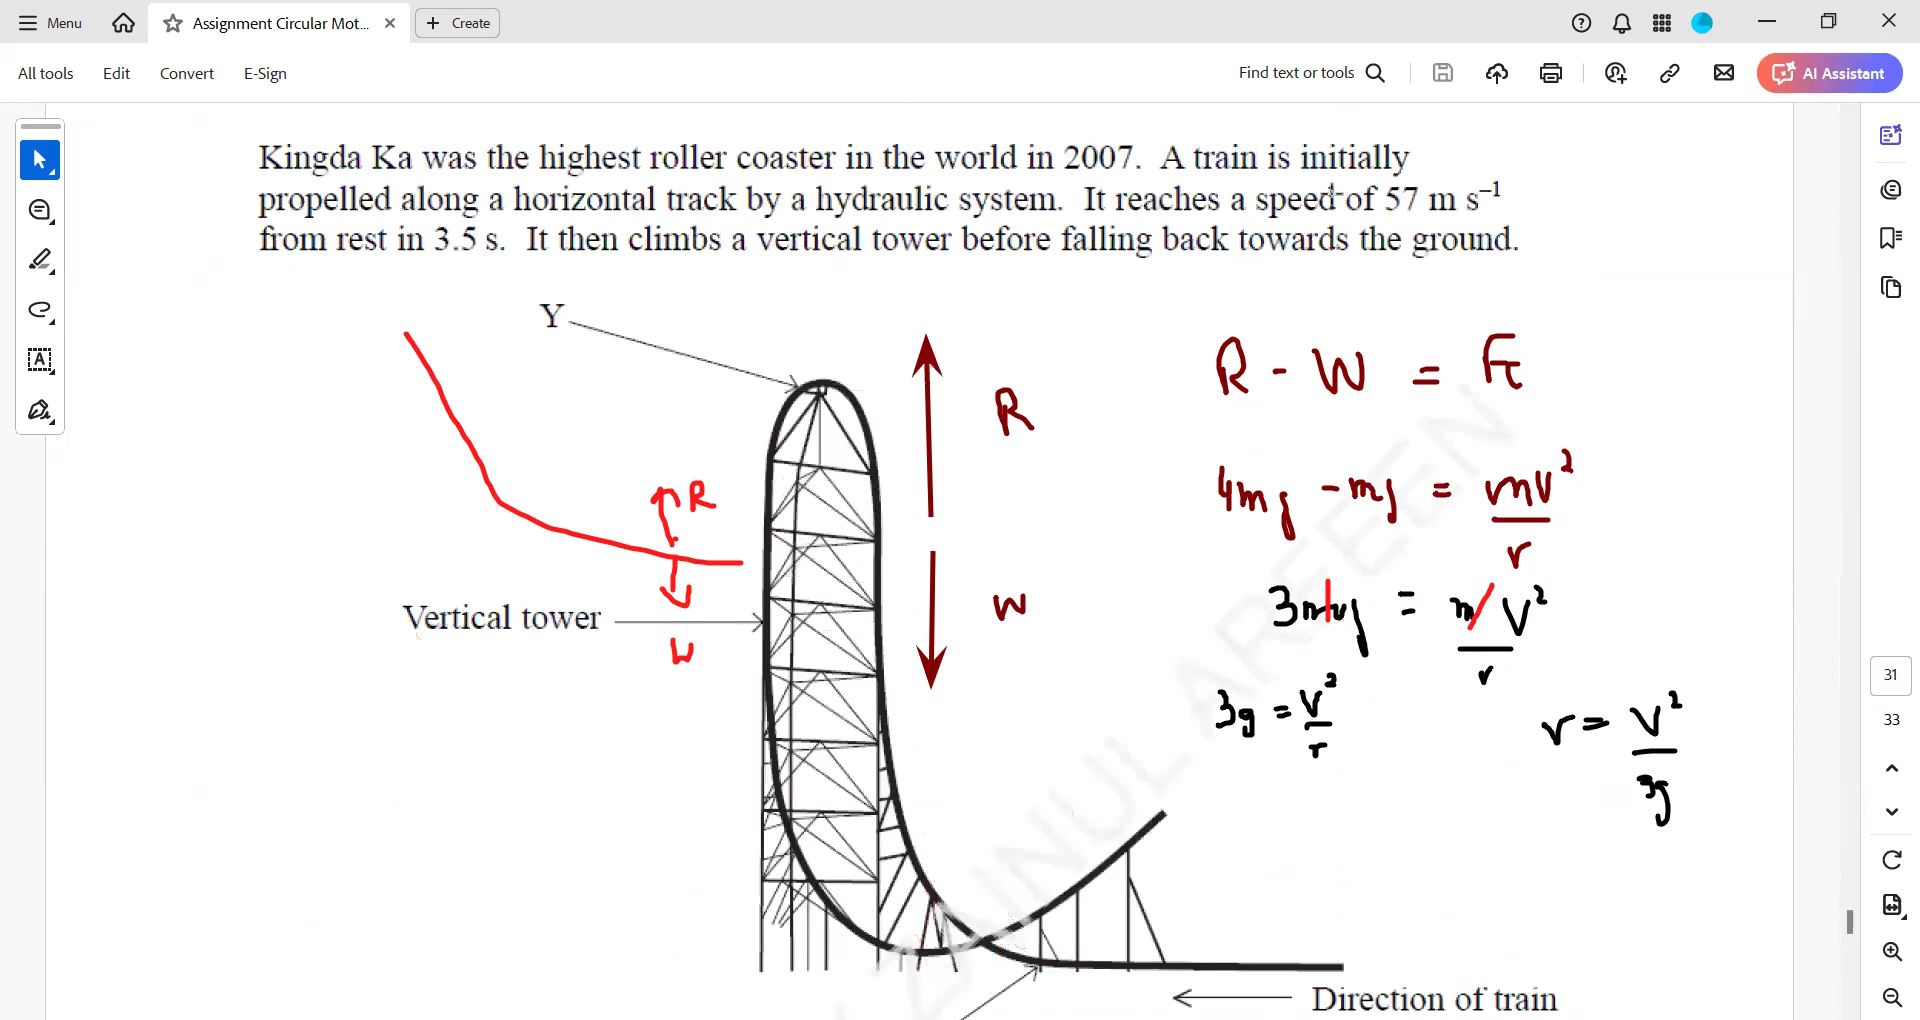 Menu
Assignment Circular Mot...
Create
All tools
Edit
Convert
E-Sign
Find text or tools
AI Assistant
Kingda Ka was the highest roller coaster in the world in 2007. A train is initially
propelled along a horizontal track by a hydraulic system. It reaches a speed of 57 m s⁻¹
from rest in 3.5 s. It then climbs a vertical tower before falling back towards the ground.
Y
R
R - W = Fc
4mg - mg = mv²/r
R
W
W
Vertical tower
3mg = mv²/r
3g = v²/r
r = v²/3g
Direction of train
ZAINUL ARFEEN
31
33